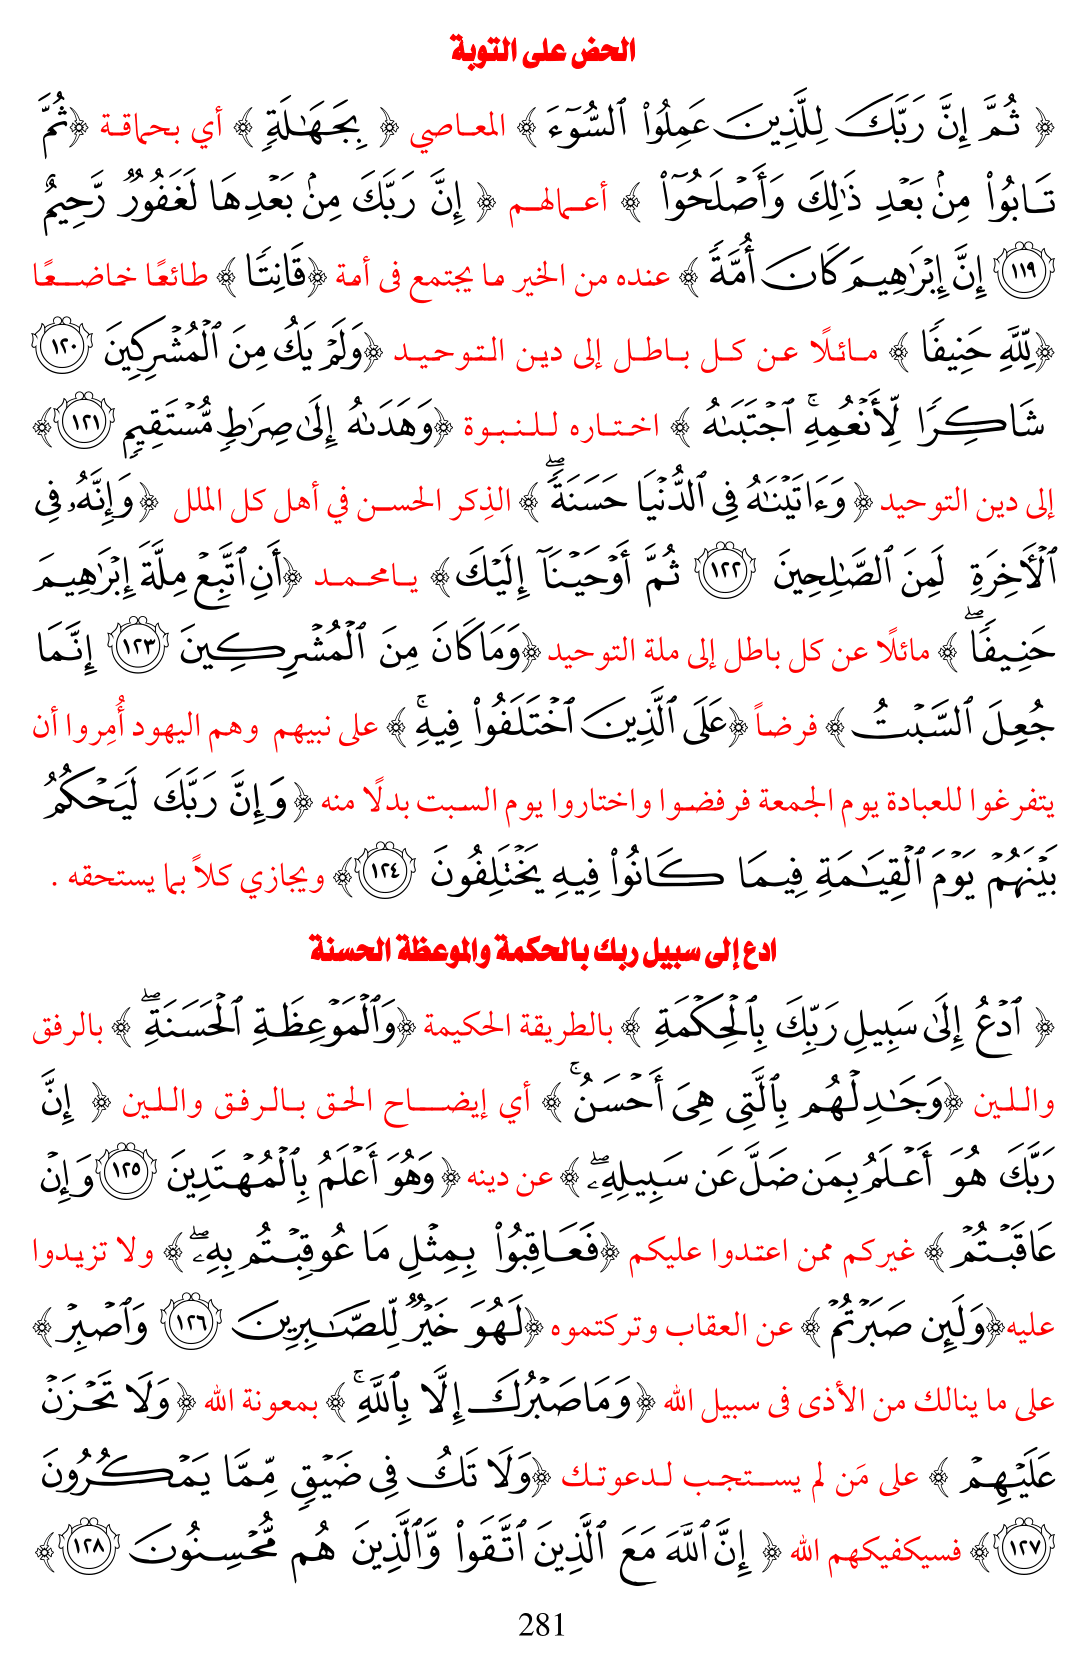 الحض على التوبة
﴿ ثُمَّ إِنَّ رَبَّكَ لِلَّذِينَ عَمِلُوا۟ ٱلسُّوٓءَ ﴾ المعاصي ﴿ بِجَهَـٰلَةٍ ﴾ أي بحماقة ﴿ثُمَّ
تَابُوا۟ مِنۢ بَعْدِ ذَٰلِكَ وَأَصْلَحُوٓا۟ ﴾ أعمالهم ﴿ إِنَّ رَبَّكَ مِنۢ بَعْدِهَا لَغَفُورٌ رَّحِيمٌ
١١٩ إِنَّ إِبْرَٰهِيمَ كَانَ أُمَّةً ﴾ عنده من الخير ما يجتمع فى أمة ﴿قَانِتًا ﴾ طائعًا خاضعًا
﴿لِّلَّهِ حَنِيفًا ﴾ مائلًا عن كل باطل إلى دين التوحيد ﴿وَلَمْ يَكُ مِنَ ٱلْمُشْرِكِينَ ١٢٠
شَاكِرًا لِّأَنْعُمِهِ ۚ ٱجْتَبَىٰهُ ﴾ اختاره للنبوة ﴿وَهَدَىٰهُ إِلَىٰ صِرَٰطٍ مُّسْتَقِيمٍ ١٢١﴾
إلى دين التوحيد ﴿ وَءَاتَيْنَـٰهُ فِى ٱلدُّنْيَا حَسَنَةً ۖ ﴾ الذِكر الحسن في أهل كل الملل ﴿ وَإِنَّهُۥ فِى
ٱلْـَٔاخِرَةِ لَمِنَ ٱلصَّـٰلِحِينَ ١٢٢ ثُمَّ أَوْحَيْنَآ إِلَيْكَ ﴾ يامحمد ﴿أَنِ ٱتَّبِعْ مِلَّةَ إِبْرَٰهِيمَ
حَنِيفًا ۖ ﴾ مائلًا عن كل باطل إلى ملة التوحيد ﴿وَمَا كَانَ مِنَ ٱلْمُشْرِكِينَ ١٢٣ إِنَّمَا
جُعِلَ ٱلسَّبْتُ ﴾ فرضاً ﴿عَلَى ٱلَّذِينَ ٱخْتَلَفُوا۟ فِيهِ ۚ ﴾ على نبيهم وهم اليهود أُمِروا أن
يتفرغوا للعبادة يوم الجمعة فرفضوا واختاروا يوم السبت بدلًا منه ﴿ وَإِنَّ رَبَّكَ لَيَحْكُمُ
بَيْنَهُمْ يَوْمَ ٱلْقِيَـٰمَةِ فِيمَا كَانُوا۟ فِيهِ يَخْتَلِفُونَ ١٢٤﴾ ويجازي كلاً بما يستحقه .
ادع إلى سبيل ربك بالحكمة والموعظة الحسنة
﴿ ٱدْعُ إِلَىٰ سَبِيلِ رَبِّكَ بِٱلْحِكْمَةِ ﴾ بالطريقة الحكيمة ﴿وَٱلْمَوْعِظَةِ ٱلْحَسَنَةِ ۖ ﴾ بالرفق
واللين ﴿وَجَـٰدِلْهُم بِٱلَّتِى هِىَ أَحْسَنُ ۚ ﴾ أي إيضاح الحق بالرفق واللين ﴿ إِنَّ
رَبَّكَ هُوَ أَعْلَمُ بِمَن ضَلَّ عَن سَبِيلِهِۦ ۖ ﴾ عن دينه ﴿ وَهُوَ أَعْلَمُ بِٱلْمُهْتَدِينَ ١٢٥ وَإِنْ
عَاقَبْتُمْ ﴾ غيركم ممن اعتدوا عليكم ﴿فَعَاقِبُوا۟ بِمِثْلِ مَا عُوقِبْتُم بِهِۦ ۖ ﴾ ولا تزيدوا
عليه ﴿وَلَئِن صَبَرْتُمْ ﴾ عن العقاب وتركتموه ﴿لَهُوَ خَيْرٌ لِّلصَّـٰبِرِينَ ١٢٦ وَٱصْبِرْ ﴾
على ما ينالك من الأذى فى سبيل الله ﴿وَمَا صَبْرُكَ إِلَّا بِٱللَّهِ ۚ ﴾ بمعونة الله ﴿ وَلَا تَحْزَنْ
عَلَيْهِمْ ﴾ على مَن لم يستجب لدعوتك ﴿وَلَا تَكُ فِى ضَيْقٍ مِّمَّا يَمْكُرُونَ
١٢٧﴾ فسيكفيكهم الله ﴿ إِنَّ ٱللَّهَ مَعَ ٱلَّذِينَ ٱتَّقَوا۟ وَّٱلَّذِينَ هُم مُّحْسِنُونَ ١٢٨﴾
281